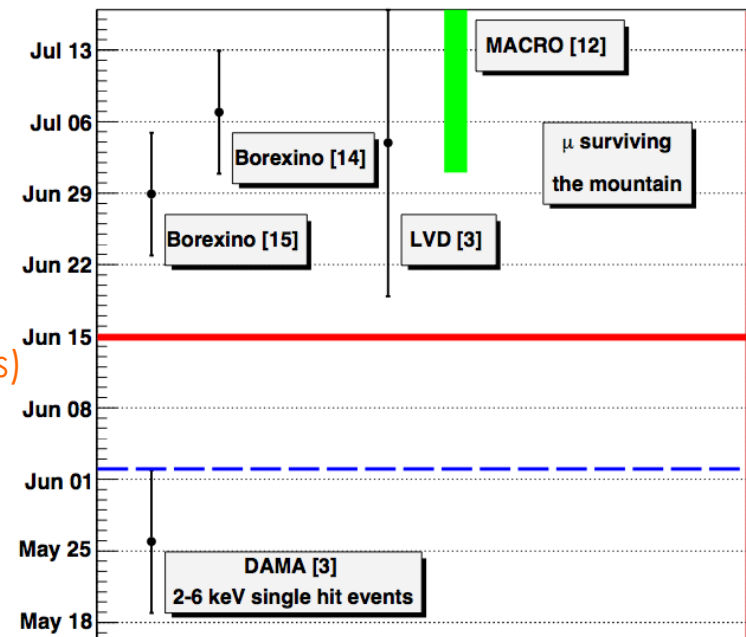 Jul 13
MACRO [12]
Jul 06
μ surviving
the mountain
Borexino [14]
Jun 29
Borexino [15]
LVD [3]
Jun 22
Jun 15
s)
Jun 08
Jun 01
May 25
DAMA [3]
2-6 keV single hit events
May 18